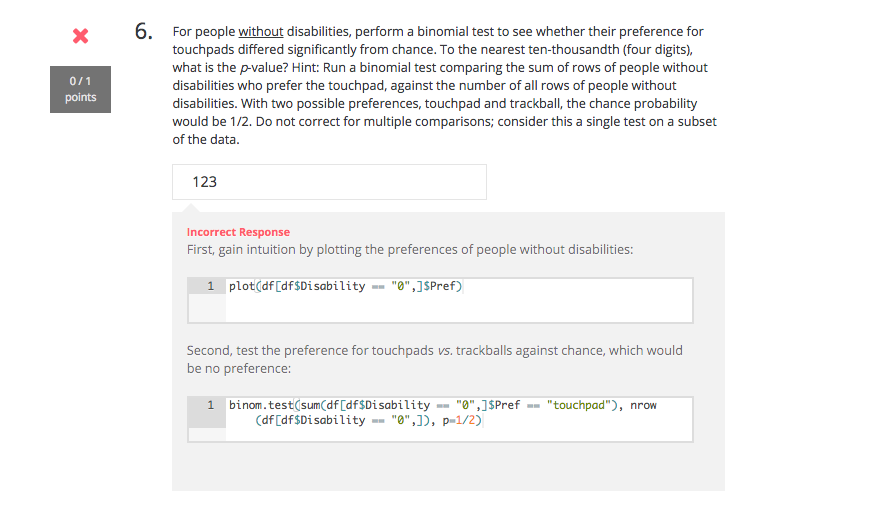 6. For people without disabilities, perform a binomial test to see whether their preference for
touchpads differed significantly from chance. To the nearest ten-thousandth (four digits),
what is the p-value? Hint: Run a binomial test comparing the sum of rows of people without
disabilities who prefer the touchpad, against the number of all rows of people without
disabilities. With two possible preferences, touchpad and trackball, the chance probability
would be 1/2. Do not correct for multiple comparisons; consider this a single test on a subset
of the data.
0 / 1
points
123
Incorrect Response
First, gain intuition by plotting the preferences of people without disabilities:
1 plot(df[df$Disability == "0",]$Pref)
Second, test the preference for touchpads vs. trackballs against chance, which would
be no preference:
1 binom.test(sum(df[df$Disability == "0",]$Pref == "touchpad"), nrow
(df[df$Disability == "0",]), p=1/2)